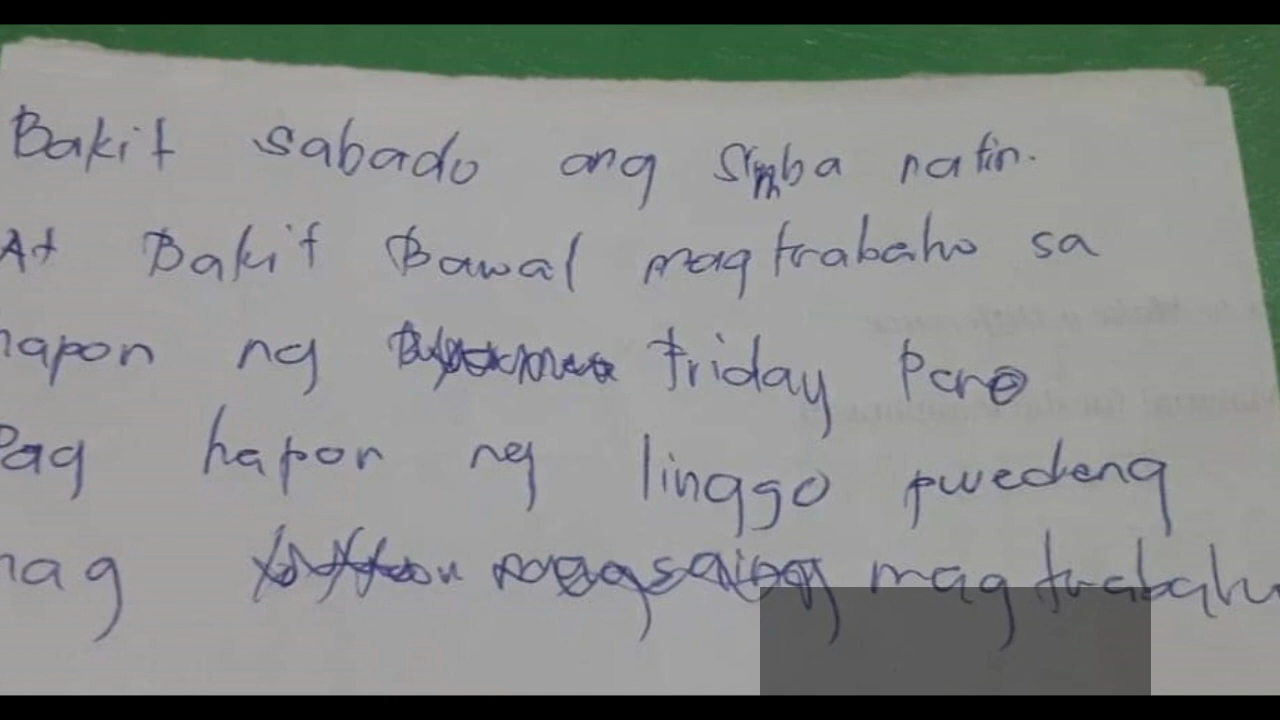 Bakit sabado ang simba natin.
At Bakit Bawal magtrabaho sa
hapon ng friday Pero
Pag hapon ng linggo pwedeng
mag magtrabaho